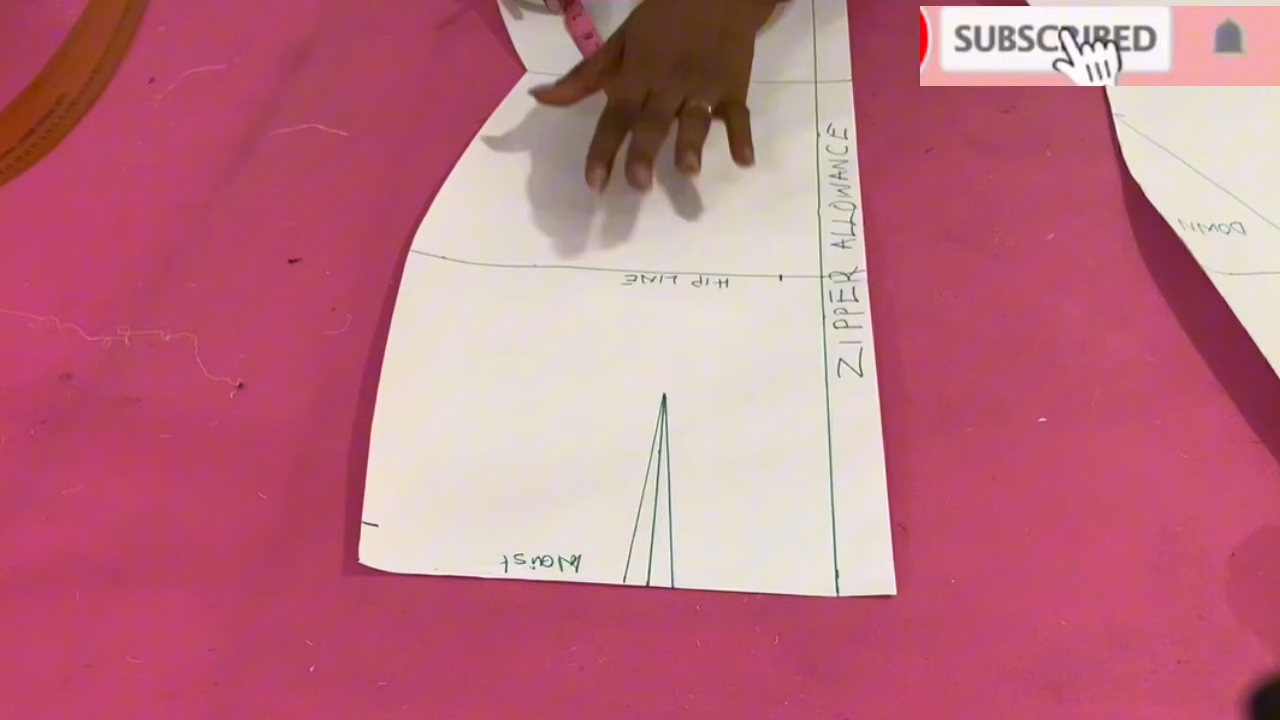 SUBSCRIBED
ZIPPER ALLOWANCE
DOWN
HIP LINE
Waist